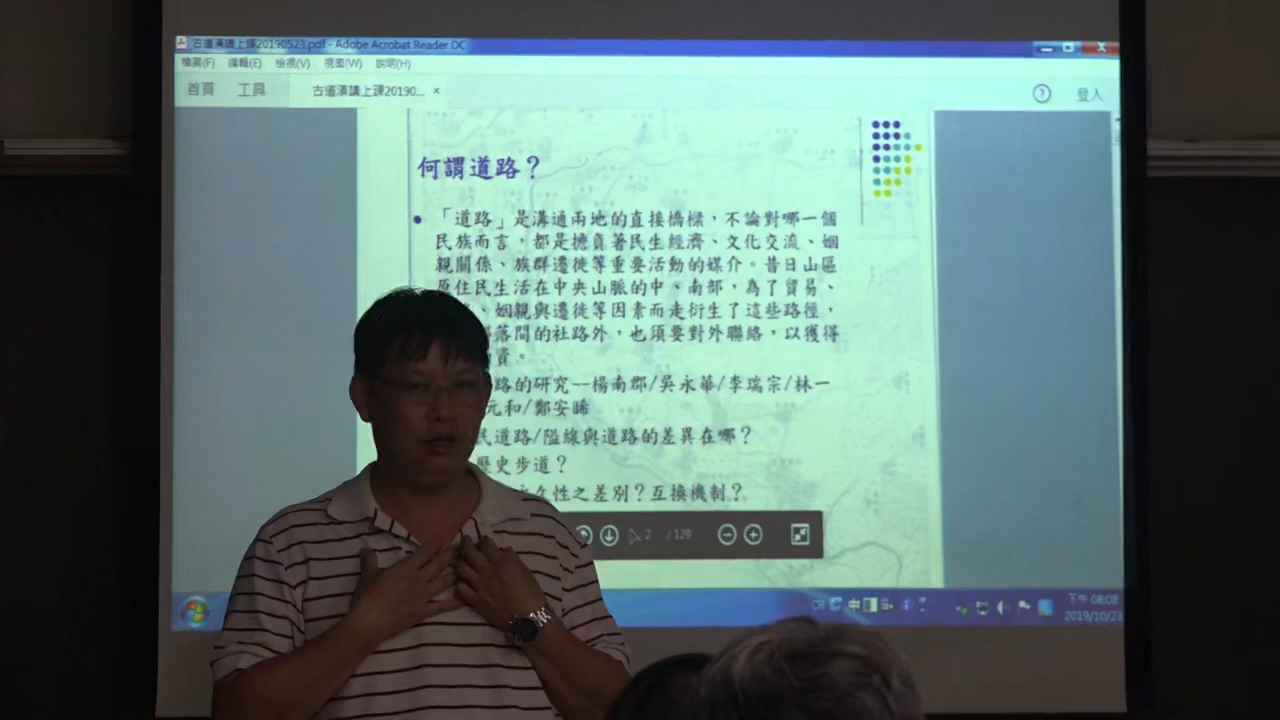 古道演講上課20190523.pdf - Adobe Acrobat Reader DC
檔案(F) 編輯(E) 檢視(V) 視窗(W) 說明(H)
首頁 工具 古道演講上課20190... ×
? 登入
何謂道路？
「道路」是溝通兩地的直接橋樑，不論對哪一個
民族而言，都是擔負著民生經濟、文化交流、姻
親關係、族群遷徙等重要活動的媒介。昔日山區
原住民生活在中央山脈的中、南部，為了貿易、
、姻親與遷徙等因素而走衍生了這些路徑，
落間的社路外，也須要對外聯絡，以獲得
資。
路的研究--楊南郡/吳永華/李瑞宗/林一
元和/鄭安睎
民道路/隘線與道路的差異在哪？
歷史步道？
永久性之差別？互換機制？
2 / 129
CH 中
下午 08:08
2019/10/23